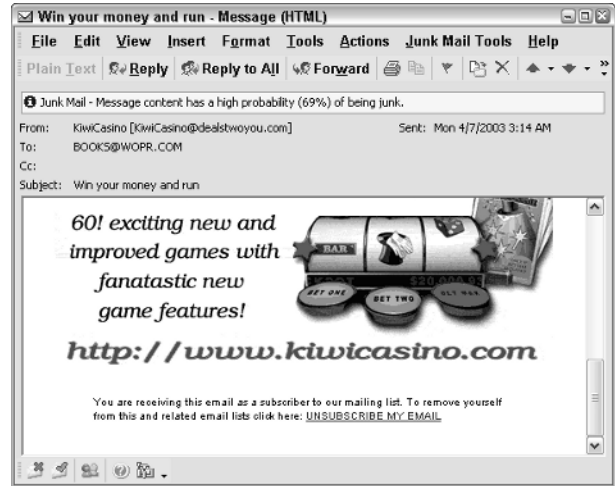 Win your money and run - Message (HTML)
File Edit View Insert Format Tools Actions Junk Mail Tools Help
Plain Text Reply Reply to All Forward
Junk Mail - Message content has a high probability (69%) of being junk.
From: KiwiCasino [KiwiCasino@dealstwoyou.com] Sent: Mon 4/7/2003 3:14 AM
To: BOOKS@WOPR.COM
Cc:
Subject: Win your money and run
60! exciting new and
improved games with
fanatastic new
game features!
BAR
BET ONE BET TWO BET MAX
http://www.kiwicasino.com
You are receiving this email as a subscriber to our mailing list. To remove yourself
from this and related email lists click here: UNSUBSCRIBE MY EMAIL